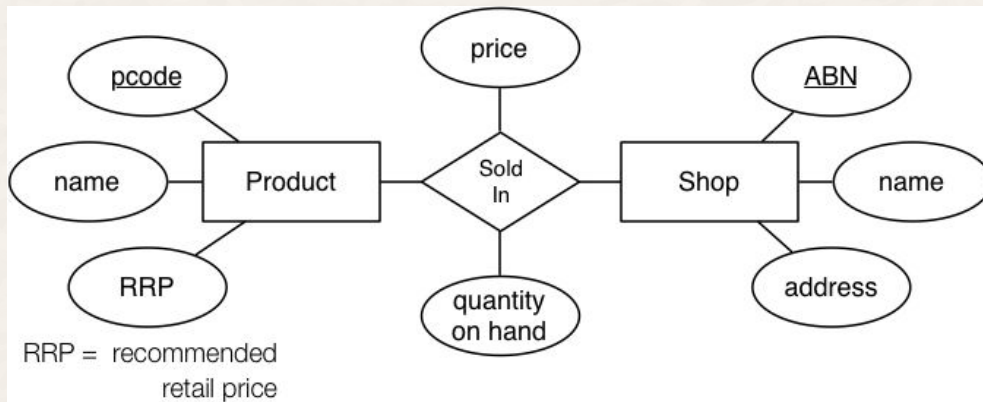 price
pcode
ABN
name
Product
Sold
In
Shop
name
RRP
quantity
on hand
address
RRP = recommended
retail price